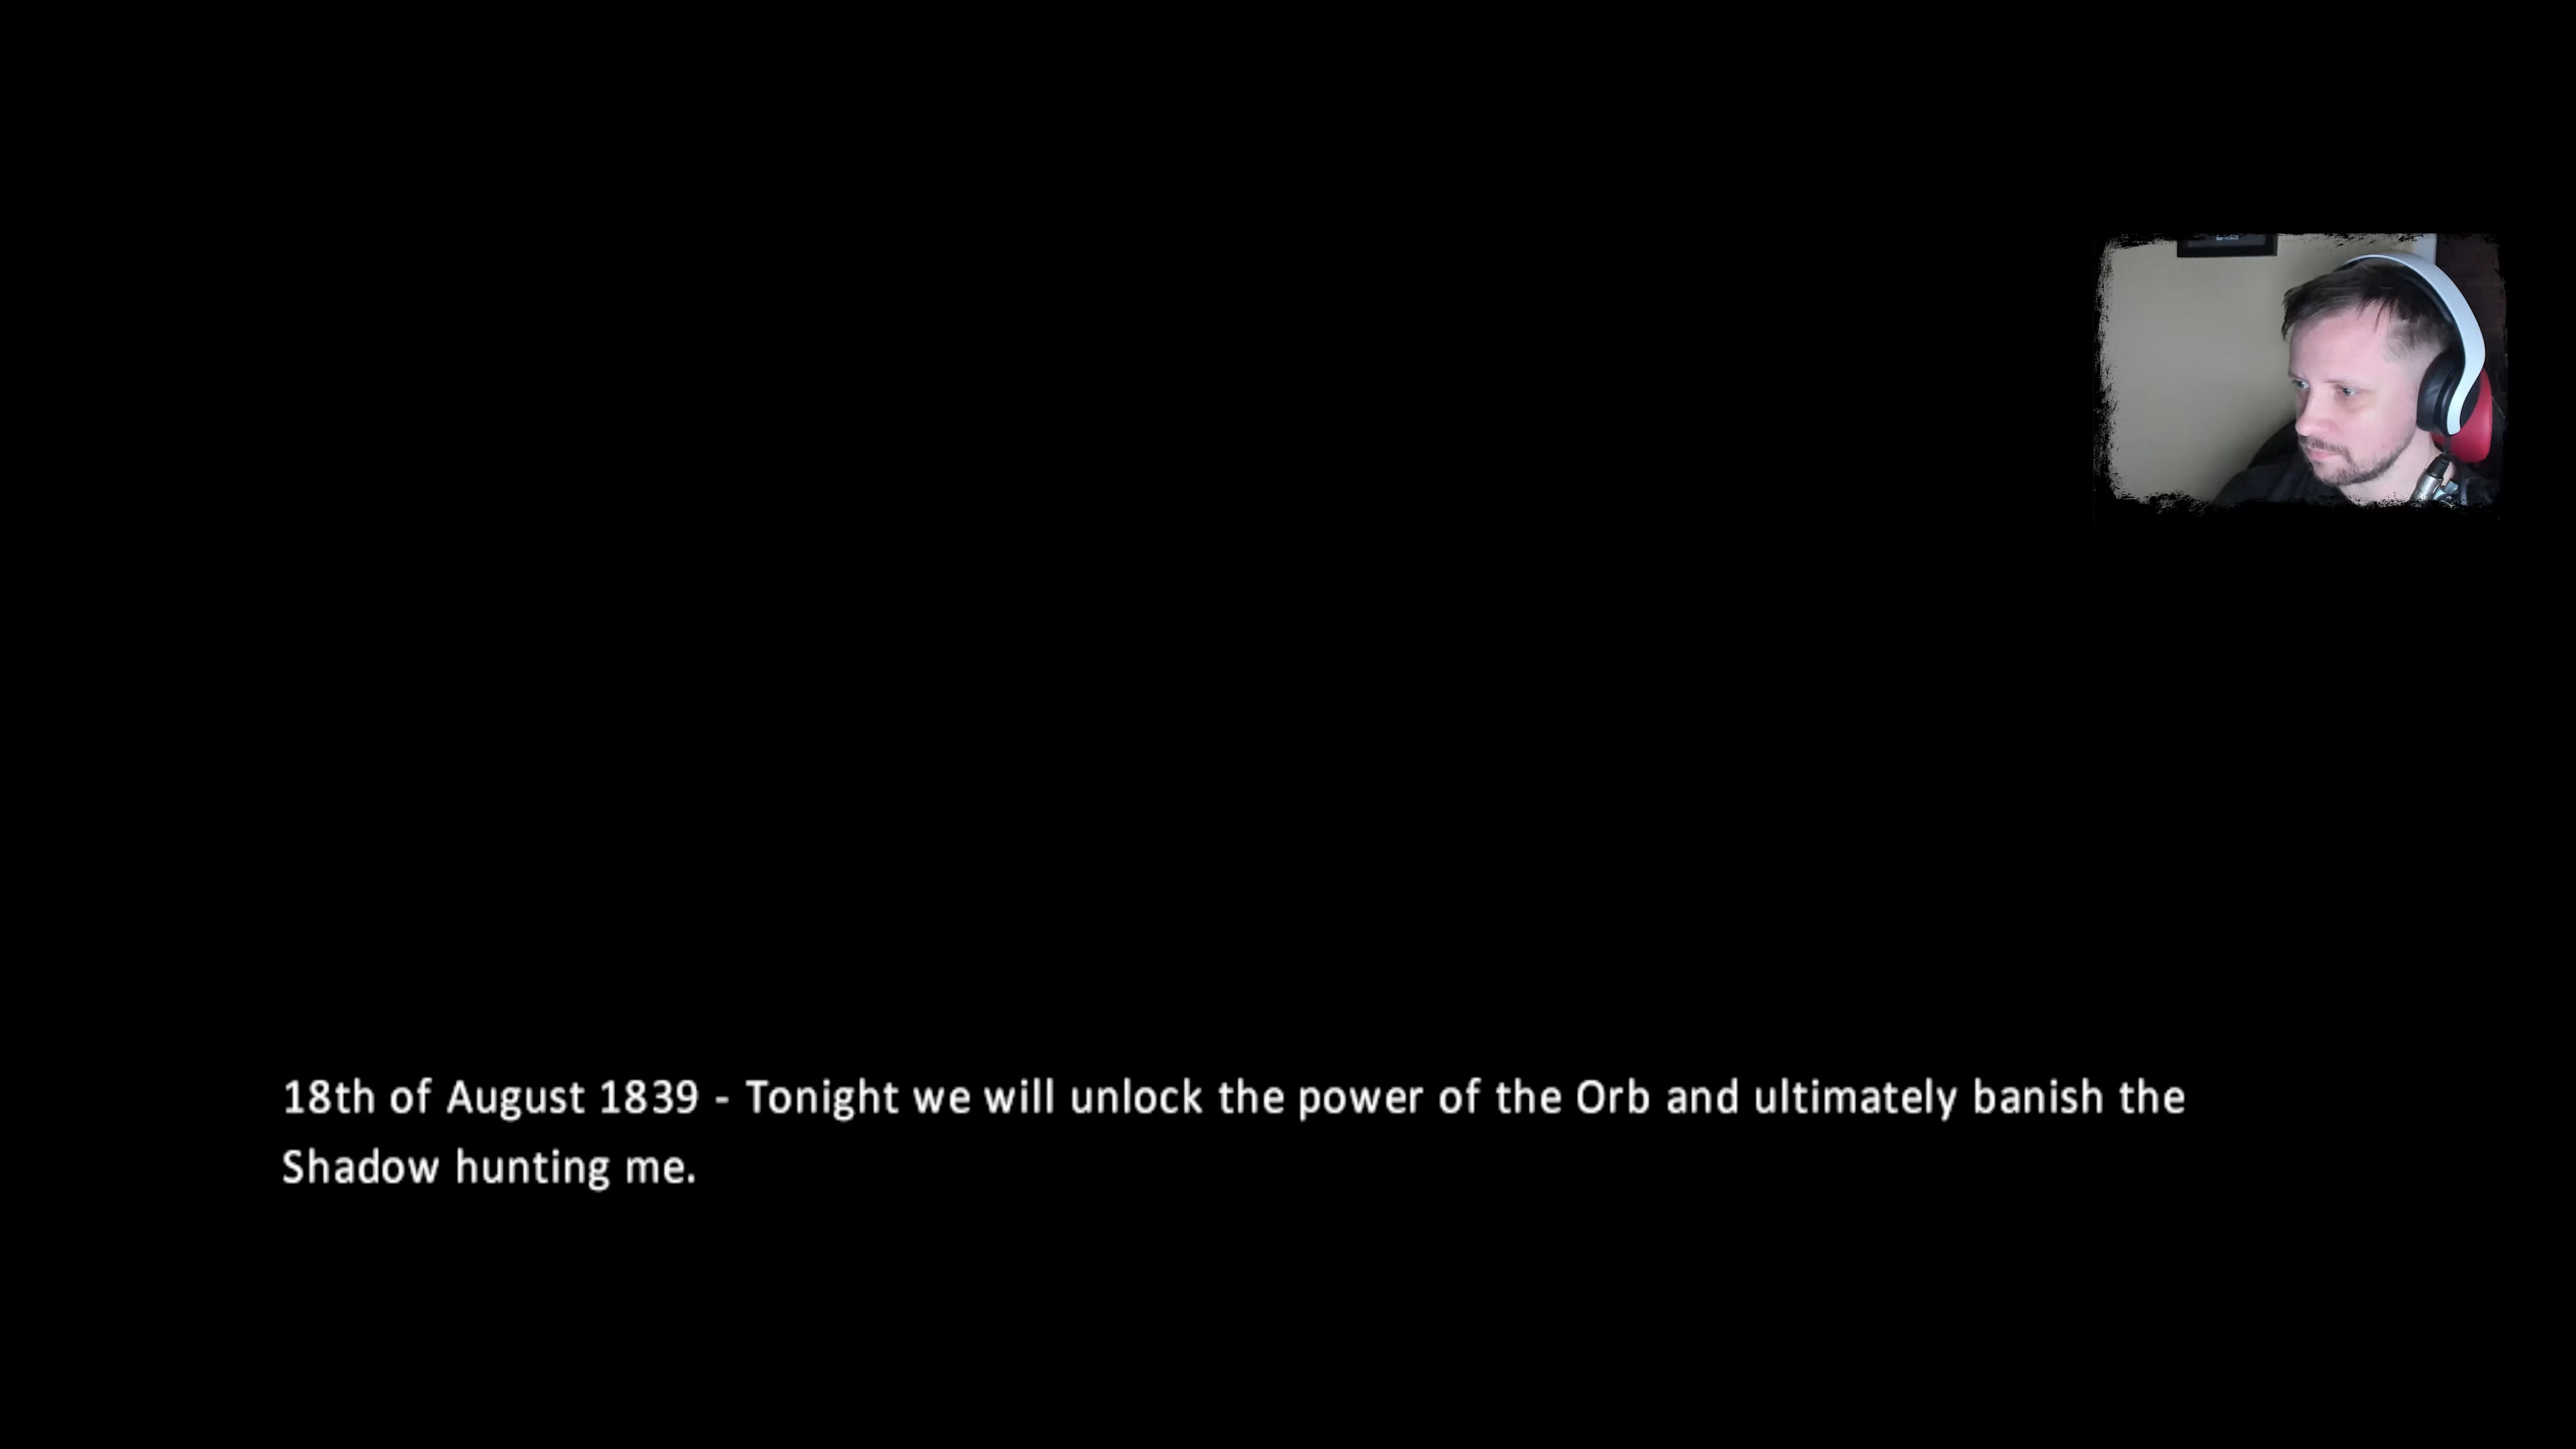 18th of August 1839 - Tonight we will unlock the power of the Orb and ultimately banish the
Shadow hunting me.